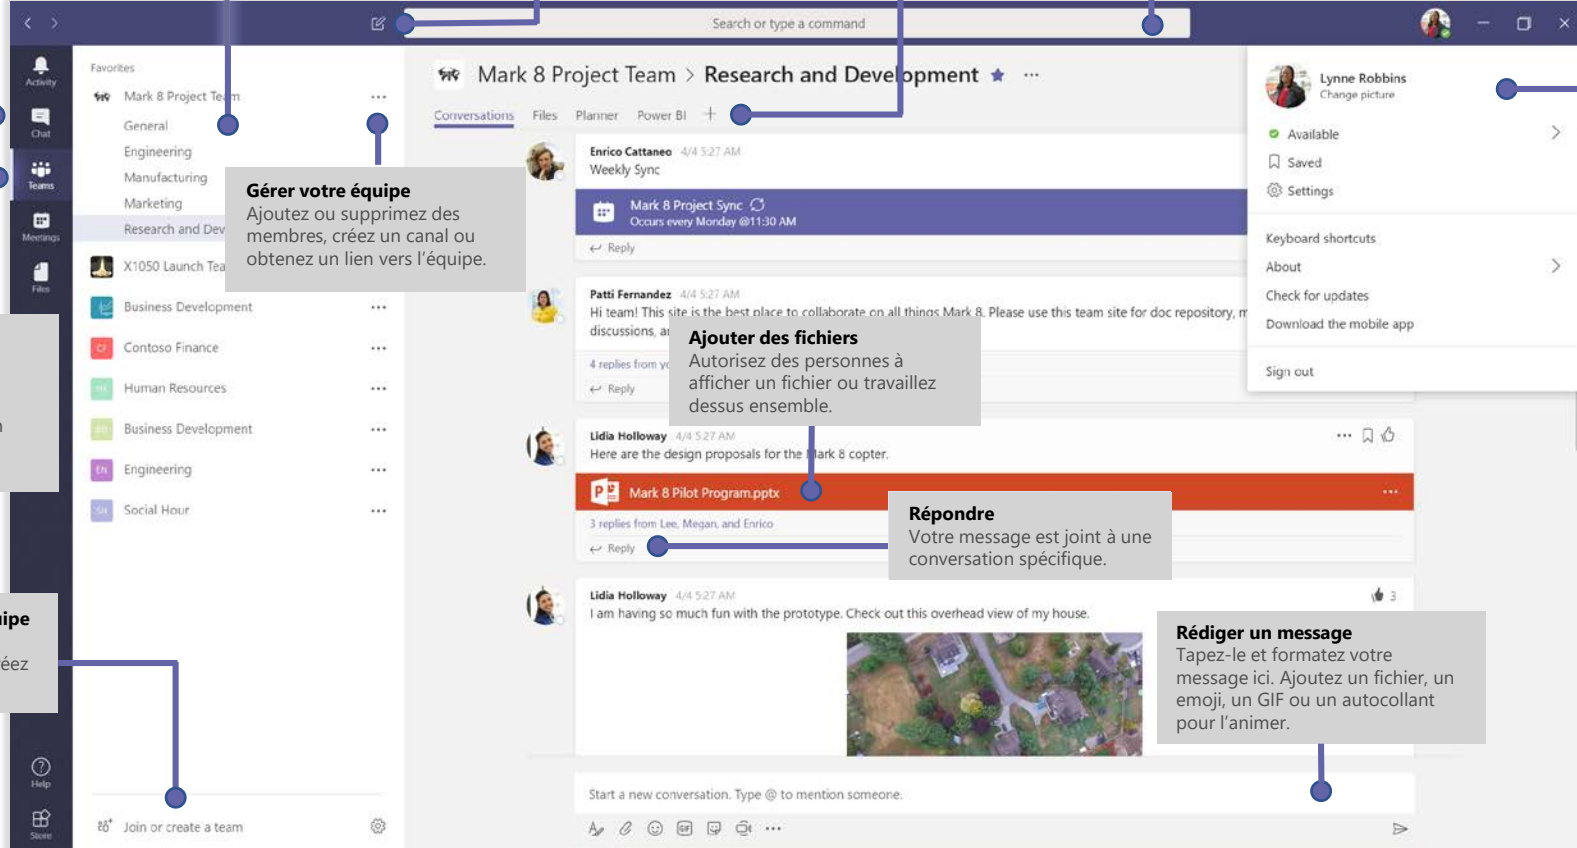 Search or type a command
Activity
Chat
Teams
Meetings
Files
Help
Store
Favorites
Mark 8 Project Team
General
Engineering
Manufacturing
Marketing
Research and Dev
X1050 Launch Tea
Business Development
CF Contoso Finance
Human Resources
Business Development
EN Engineering
Social Hour
Join or create a team
Gérer votre équipe
Ajoutez ou supprimez des
membres, créez un canal ou
obtenez un lien vers l'équipe.
Mark 8 Project Team > Research and Development
Conversations Files Planner Power BI
Enrico Cattaneo 4/4 5:27 AM
Weekly Sync
Mark 8 Project Sync
Occurs every Monday @11:30 AM
Reply
Patti Fernandez 4/4 5:27 AM
Hi team! This site is the best place to collaborate on all things Mark 8. Please use this team site for doc repository, m
discussions, a
4 replies from yo
Reply
Ajouter des fichiers
Autorisez des personnes à
afficher un fichier ou travaillez
dessus ensemble.
Lidia Holloway 4/4 5:27 AM
Here are the design proposals for the Mark 8 copter.
Mark 8 Pilot Program.pptx
3 replies from Lee, Megan, and Enrico
Reply
Répondre
Votre message est joint à une
conversation spécifique.
Lidia Holloway 4/4 5:27 AM
3
I am having so much fun with the prototype. Check out this overhead view of my house.
Rédiger un message
Tapez-le et formatez votre
message ici. Ajoutez un fichier, un
emoji, un GIF ou un autocollant
pour l'animer.
Start a new conversation. Type @ to mention someone.
GIF
Lynne Robbins
Change picture
Available
Saved
Settings
Keyboard shortcuts
About
Check for updates
Download the mobile app
Sign out
n
uipe
éez